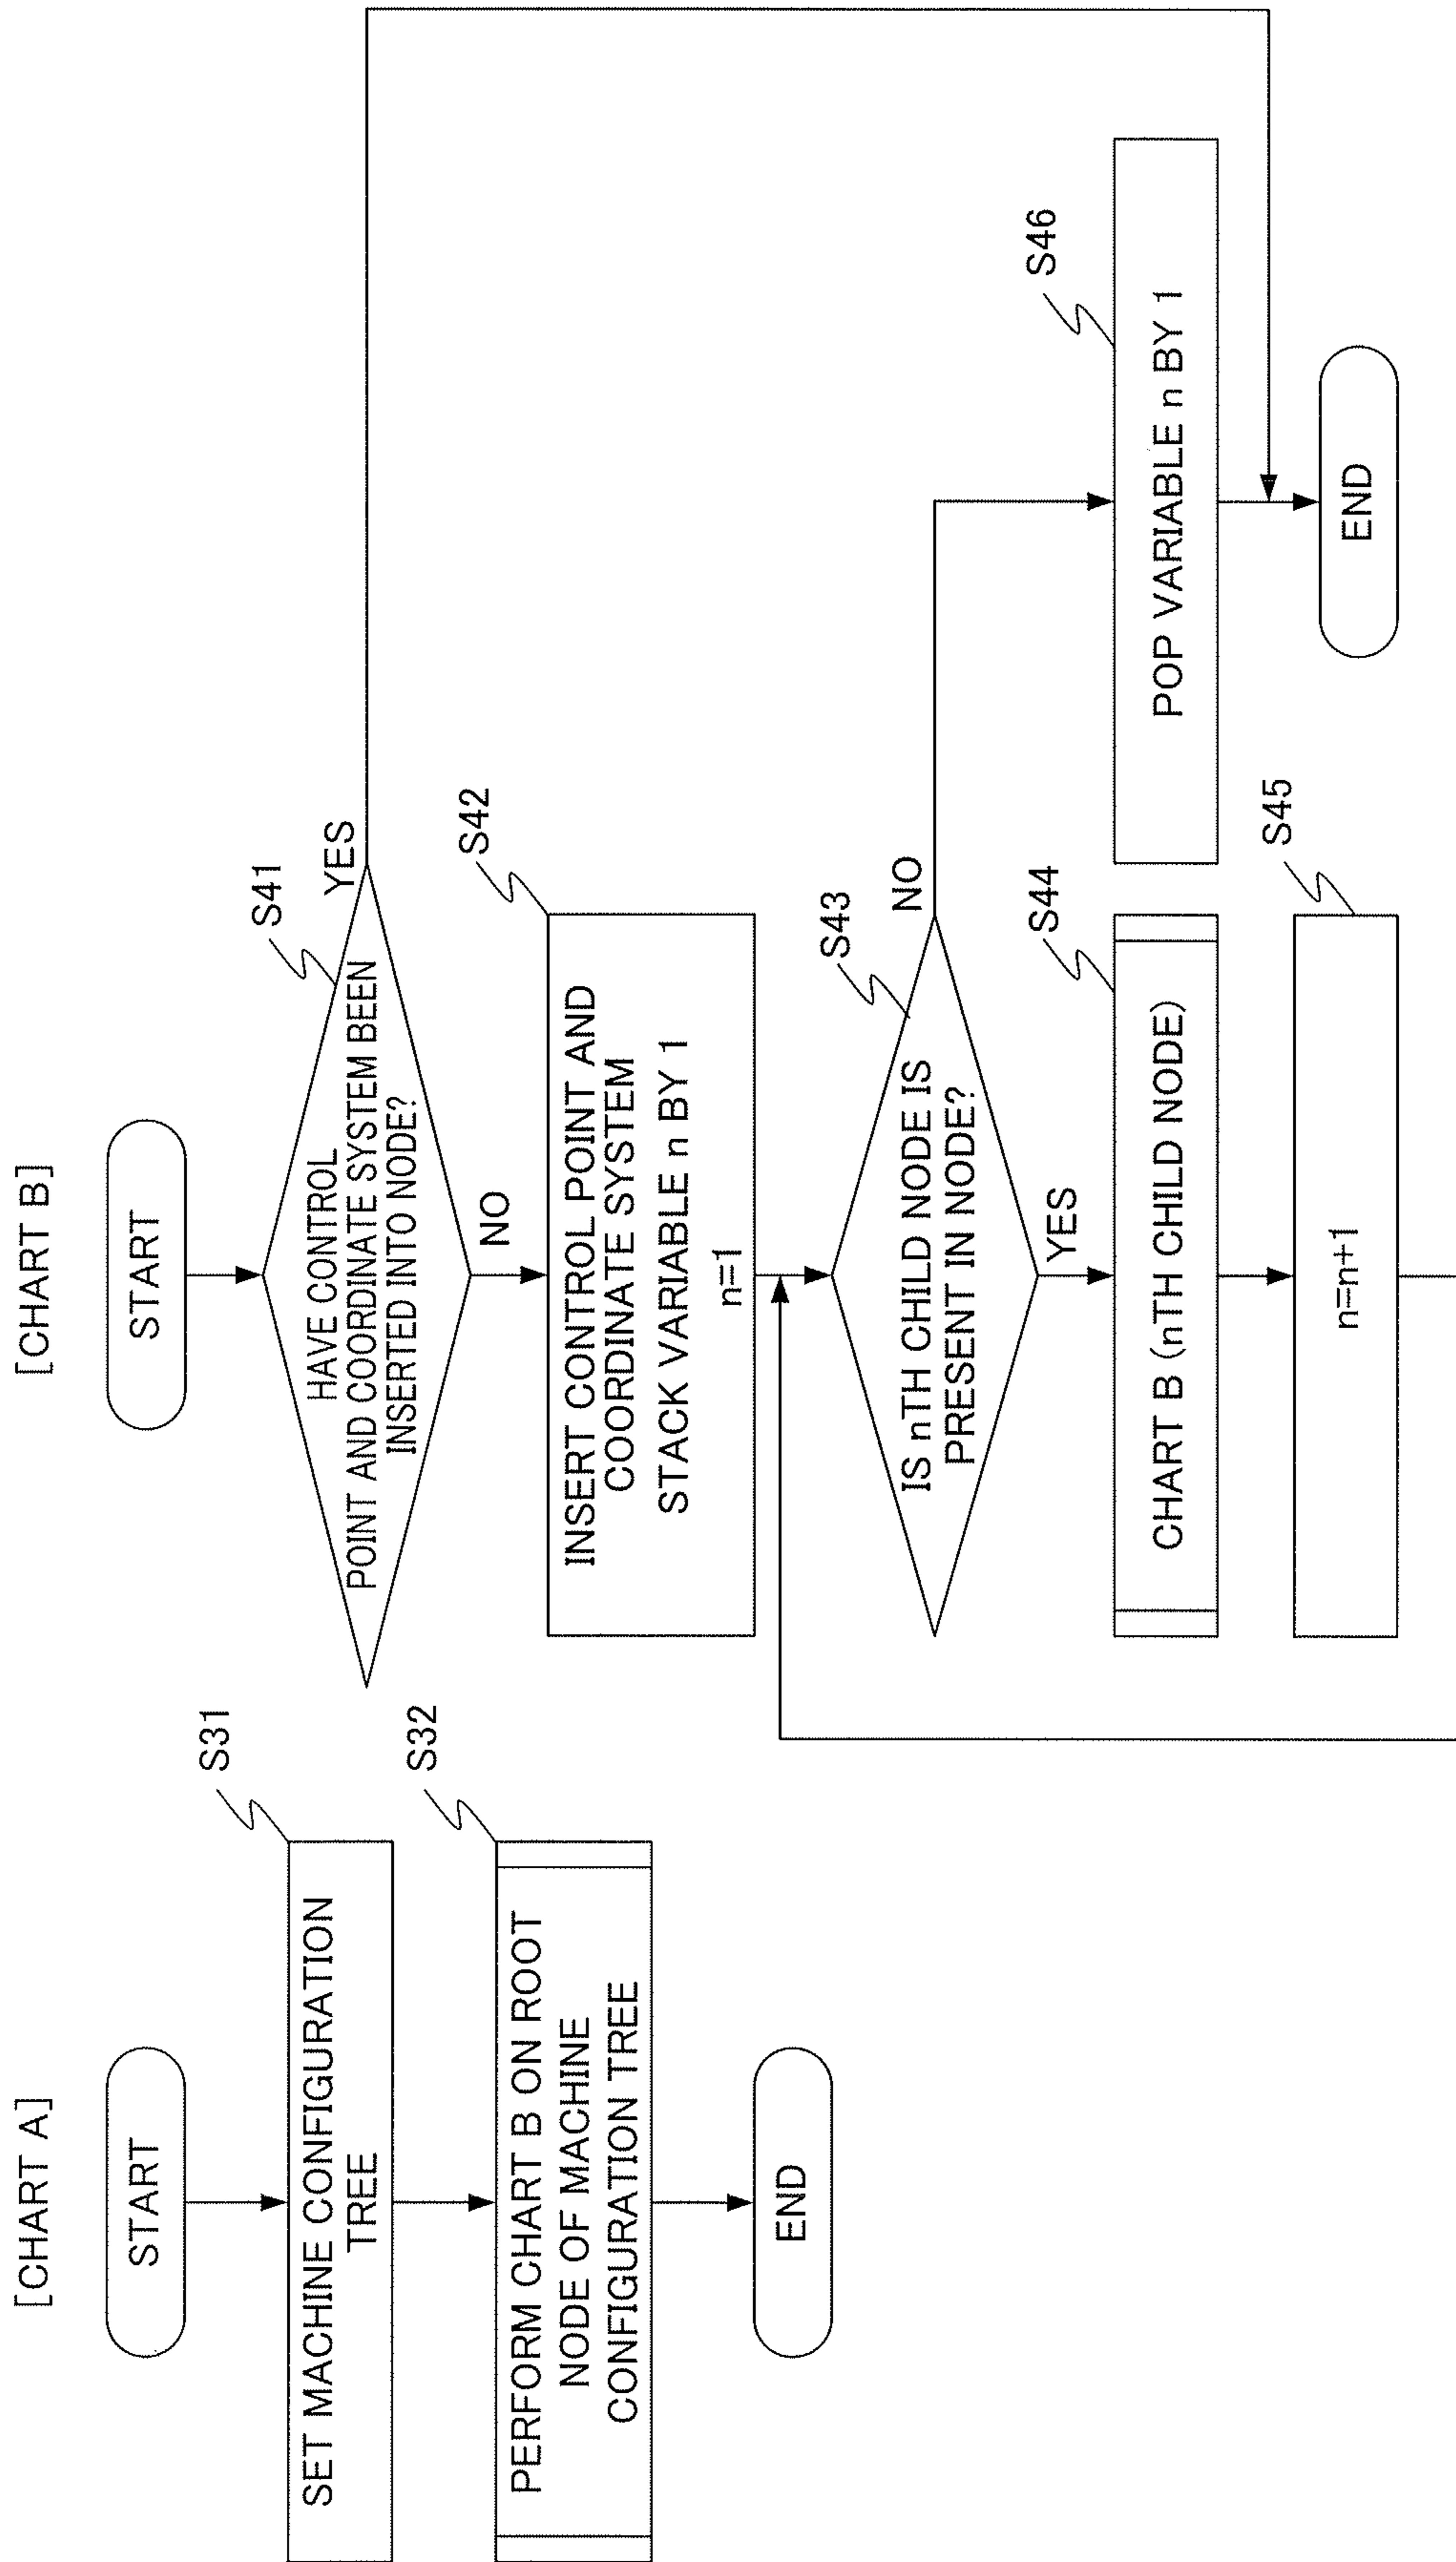 [CHART A]
START
S31
SET MACHINE CONFIGURATION
TREE
S32
PERFORM CHART B ON ROOT
NODE OF MACHINE
CONFIGURATION TREE
END
[CHART B]
START
S41
HAVE CONTROL
POINT AND COORDINATE SYSTEM BEEN
INSERTED INTO NODE?
YES
NO
S42
INSERT CONTROL POINT AND
COORDINATE SYSTEM
STACK VARIABLE n BY 1
n=1
S43
IS nTH CHILD NODE IS
PRESENT IN NODE?
NO
YES
S44
CHART B (nTH CHILD NODE)
S45
n=n+1
S46
POP VARIABLE n BY 1
END